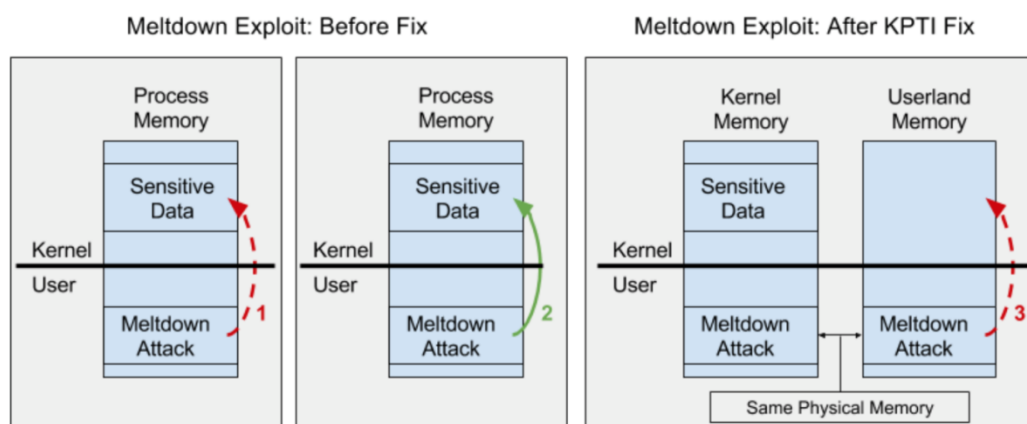 Meltdown Exploit: Before Fix
Process
Memory
Sensitive
Data
Kernel
User
1
Meltdown
Attack
Process
Memory
Sensitive
Data
Kernel
User
2
Meltdown
Attack
Meltdown Exploit: After KPTI Fix
Kernel
Memory
Userland
Memory
Sensitive
Data
Kernel
User
Meltdown
Attack
Meltdown
Attack
3
Same Physical Memory